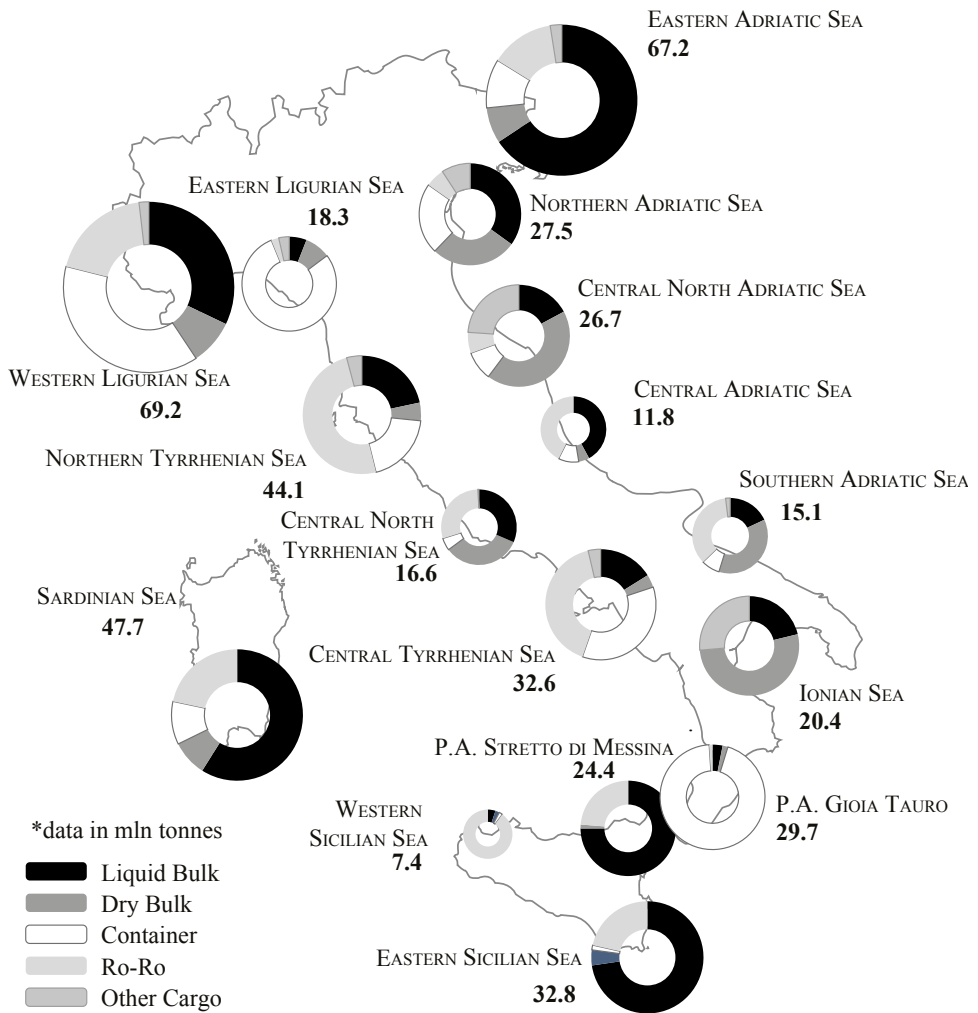 Eastern Adriatic Sea
67.2
Eastern Ligurian Sea
18.3
Northern Adriatic Sea
27.5
Central North Adriatic Sea
26.7
Western Ligurian Sea
69.2
Central Adriatic Sea
11.8
Northern Tyrrhenian Sea
44.1
Southern Adriatic Sea
15.1
Central North
Tyrrhenian Sea
16.6
Sardinian Sea
47.7
Central Tyrrhenian Sea
32.6
Ionian Sea
20.4
P.A. Stretto di Messina
24.4
P.A. Gioia Tauro
29.7
Western
Sicilian Sea
7.4
*data in mln tonnes
Liquid Bulk
Dry Bulk
Container
Ro-Ro
Other Cargo
Eastern Sicilian Sea
32.8